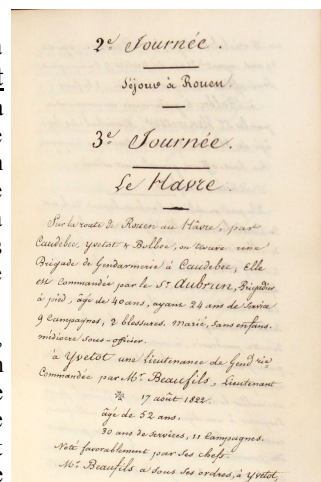 2e Journée.
Séjour à Rouen.
3e Journée.
Le Havre.
Sur la route de Rouen au Hâvre, par
Caudebec, Yvetot & Bolbec, on trouve une
Brigade de Gendarmerie à Caudebec, Elle
est commandée par le Sr. Aubrun, Brigadier
à pied, âgé de 40 ans, ayant 24 ans de service
9 Campagnes, 2 blessures. marié, sans enfans.
médiocre sous-officier.
à Yvetot une Lieutenance de Gendrie
Commandée par Mr. Beaufils, Lieutenant
17 août 1822.
âgé de 52 ans.
30 ans de services, 11 Campagnes.
Noté favorablement par ses chefs.
Mr. Beaufils a sous ses ordres, à Yvetot,